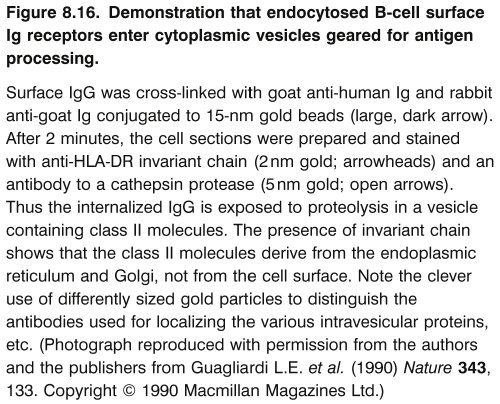 Figure 8.16. Demonstration that endocytosed B-cell surface
Ig receptors enter cytoplasmic vesicles geared for antigen
processing.
Surface IgG was cross-linked with goat anti-human Ig and rabbit
anti-goat Ig conjugated to 15-nm gold beads (large, dark arrow).
After 2 minutes, the cell sections were prepared and stained
with anti-HLA-DR invariant chain (2 nm gold; arrowheads) and an
antibody to a cathepsin protease (5 nm gold; open arrows).
Thus the internalized IgG is exposed to proteolysis in a vesicle
containing class II molecules. The presence of invariant chain
shows that the class II molecules derive from the endoplasmic
reticulum and Golgi, not from the cell surface. Note the clever
use of differently sized gold particles to distinguish the
antibodies used for localizing the various intravesicular proteins,
etc. (Photograph reproduced with permission from the authors
and the publishers from Guagliardi L.E. et al. (1990) Nature 343,
133. Copyright © 1990 Macmillan Magazines Ltd.)